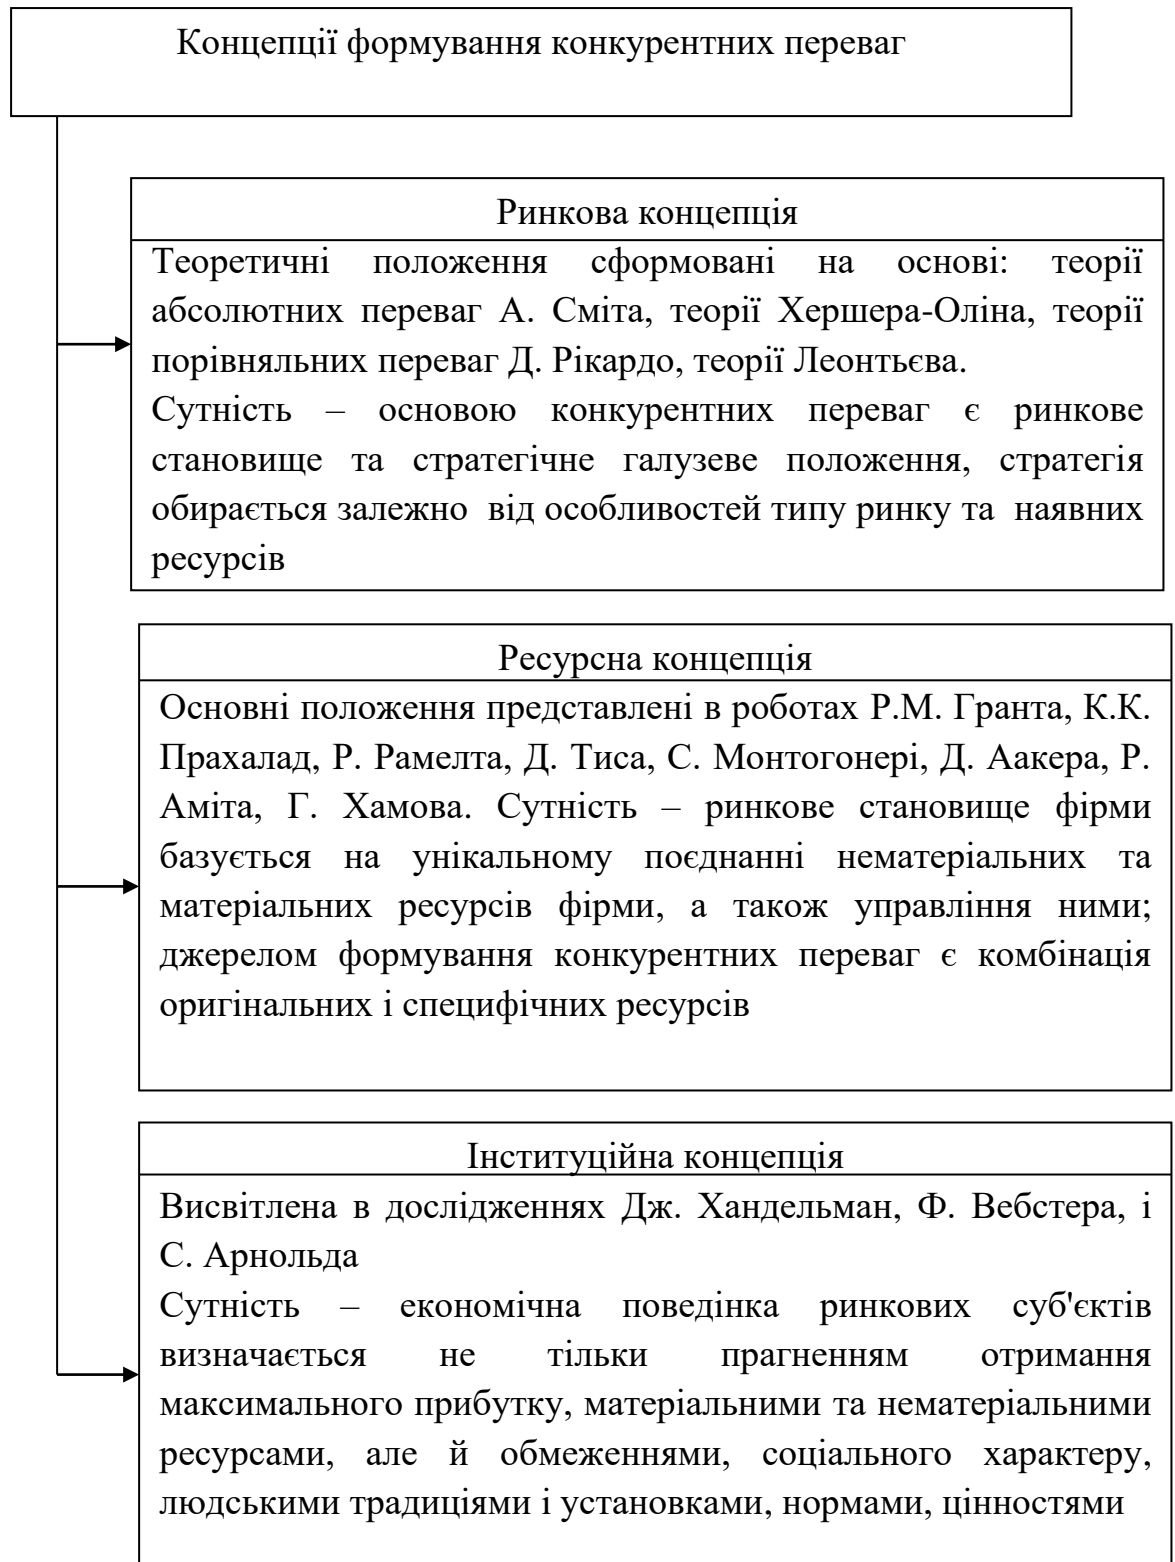 Концепції формування конкурентних переваг
Ринкова концепція
Теоретичні положення сформовані на основі: теорії
абсолютних переваг А. Сміта, теорії Хершера-Оліна, теорії
порівняльних переваг Д. Рікардо, теорії Леонтьєва.
Сутність – основою конкурентних переваг є ринкове
становище та стратегічне галузеве положення, стратегія
обирається залежно від особливостей типу ринку та наявних
ресурсів
Ресурсна концепція
Основні положення представлені в роботах Р.М. Гранта, К.К.
Прахалад, Р. Рамелта, Д. Тиса, С. Монтогонері, Д. Аакера, Р.
Аміта, Г. Хамова. Сутність – ринкове становище фірми
базується на унікальному поєднанні нематеріальних та
матеріальних ресурсів фірми, а також управління ними;
джерелом формування конкурентних переваг є комбінація
оригінальних і специфічних ресурсів
Інституційна концепція
Висвітлена в дослідженнях Дж. Хандельман, Ф. Вебстера, і
С. Арнольда
Сутність – економічна поведінка ринкових суб'єктів
визначається не тільки прагненням отримання
максимального прибутку, матеріальними та нематеріальними
ресурсами, але й обмеженнями, соціального характеру,
людськими традиціями і установками, нормами, цінностями